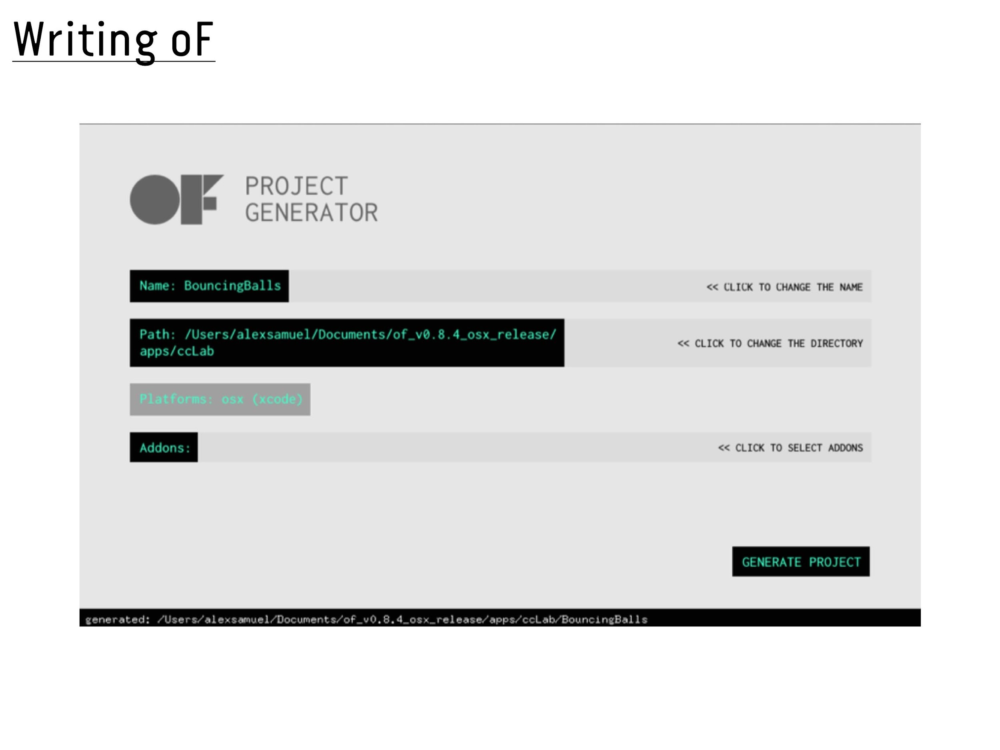 Writing oF
OF
PROJECT
GENERATOR
Name: BouncingBalls
<< CLICK TO CHANGE THE NAME
Path: /Users/alexsamuel/Documents/of_v0.8.4_osx_release/
apps/ccLab
<< CLICK TO CHANGE THE DIRECTORY
Platforms: osx (xcode)
Addons:
<< CLICK TO SELECT ADDONS
GENERATE PROJECT
generated: /Users/alexsamuel/Documents/of_v0.8.4_osx_release/apps/ccLab/BouncingBalls